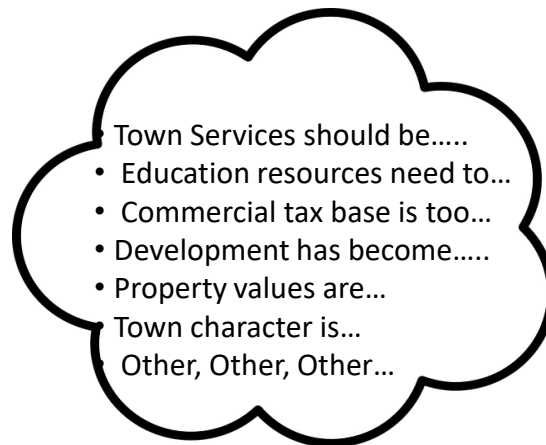 • Town Services should be…..
• Education resources need to…
• Commercial tax base is too…
• Development has become…..
• Property values are…
• Town character is…
• Other, Other, Other…